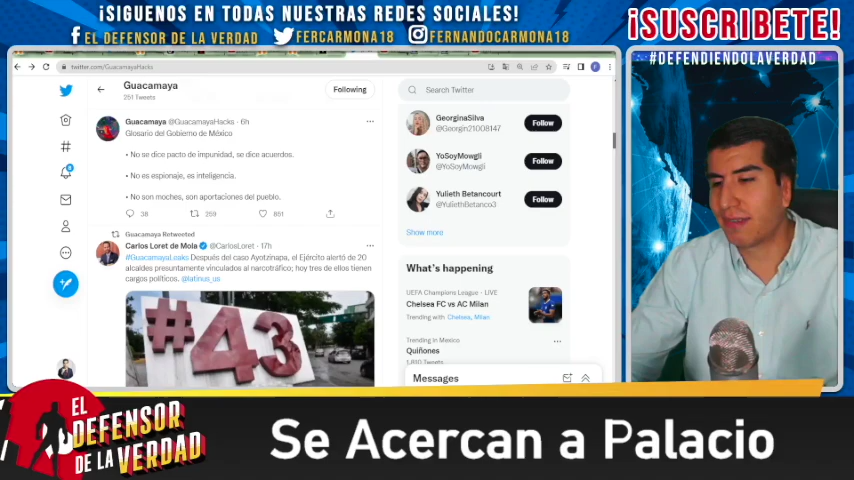 ¡SIGUENOS EN TODAS NUESTRAS REDES SOCIALES!
EL DEFENSOR DE LA VERDAD
FERCARMONA18
FERNANDOCARMONA18
¡SUSCRIBETE!
#DEFENDIENDOLAVERDAD
twitter.com/GuacamayaHacks
Guacamaya
251 Tweets
Following
Search Twitter
Guacamaya @GuacamayaHacks · 6h
Glosario del Gobierno de México
• No se dice pacto de impunidad, se dice acuerdos.
• No es espionaje, es inteligencia.
• No son moches, son aportaciones del pueblo.
38 259 851
Guacamaya Retweeted
Carlos Loret de Mola @CarlosLoret · 17h
#GuacamayaLeaks Después del caso Ayotzinapa, el Ejército alertó de 20
alcaldes presuntamente vinculados al narcotráfico; hoy tres de ellos tienen
cargos políticos. @latinus_us
#43
GeorginaSilva
@Georgin21008147
Follow
YoSoyMowgli
@YoSoyMowgli
Follow
Yulieth Betancourt
@YuliethBetanco3
Follow
Show more
What's happening
UEFA Champions League · LIVE
Chelsea FC vs AC Milan
Trending with Chelsea, Milan
Trending in Mexico
Quiñones
Messages
EL
DEFENSOR
DE LA VERDAD
Se Acercan a Palacio